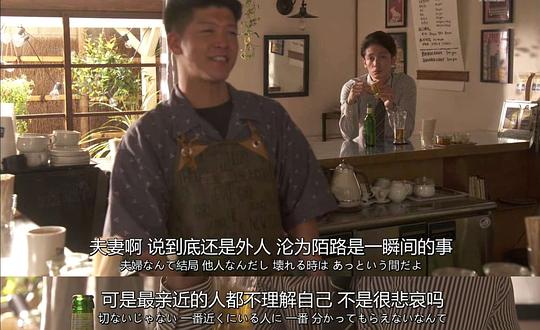 夫妻啊 说到底还是外人 沦为陌路是一瞬间的事
夫婦なんて結局 他人なんだし 壊れる時は あっという間だよ
可是最亲近的人都不理解自己 不是很悲哀吗
切ないじゃない 一番近くにいる人に 一番 分かってもらえないなんて